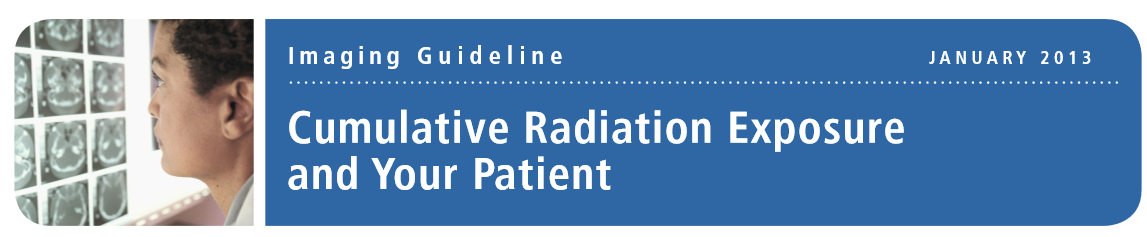 Imaging Guideline
JANUARY 2013
Cumulative Radiation Exposure
and Your Patient